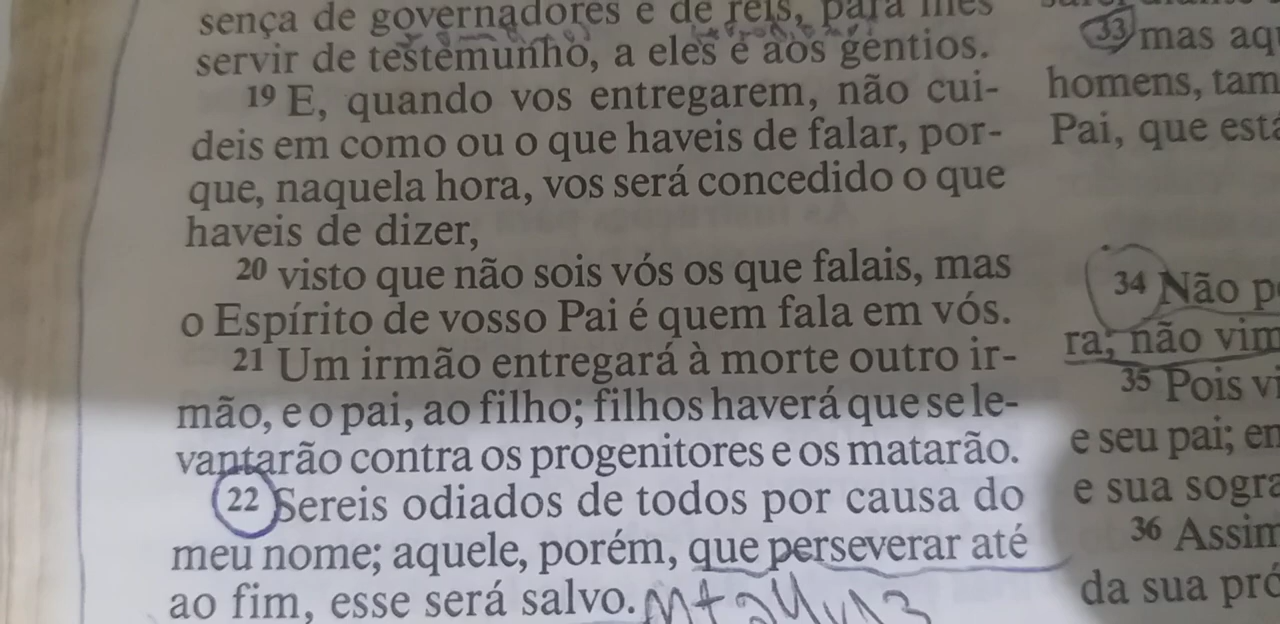 sença de governadores e de reis, para lhes
servir de testemunho, a eles e aos gentios.
19 E, quando vos entregarem, não cui-
deis em como ou o que haveis de falar, por-
que, naquela hora, vos será concedido o que
haveis de dizer,
20 visto que não sois vós os que falais, mas
o Espírito de vosso Pai é quem fala em vós.
21 Um irmão entregará à morte outro ir-
mão, e o pai, ao filho; filhos haverá que se le-
vantarão contra os progenitores e os matarão.
22 Sereis odiados de todos por causa do
meu nome; aquele, porém, que perseverar até
ao fim, esse será salvo. Mt 24 v 13
33 mas aq
homens, tam
Pai, que est
34 Não p
ra; não vim
35 Pois vi
e seu pai; en
e sua sogra
36 Assim
da sua pró